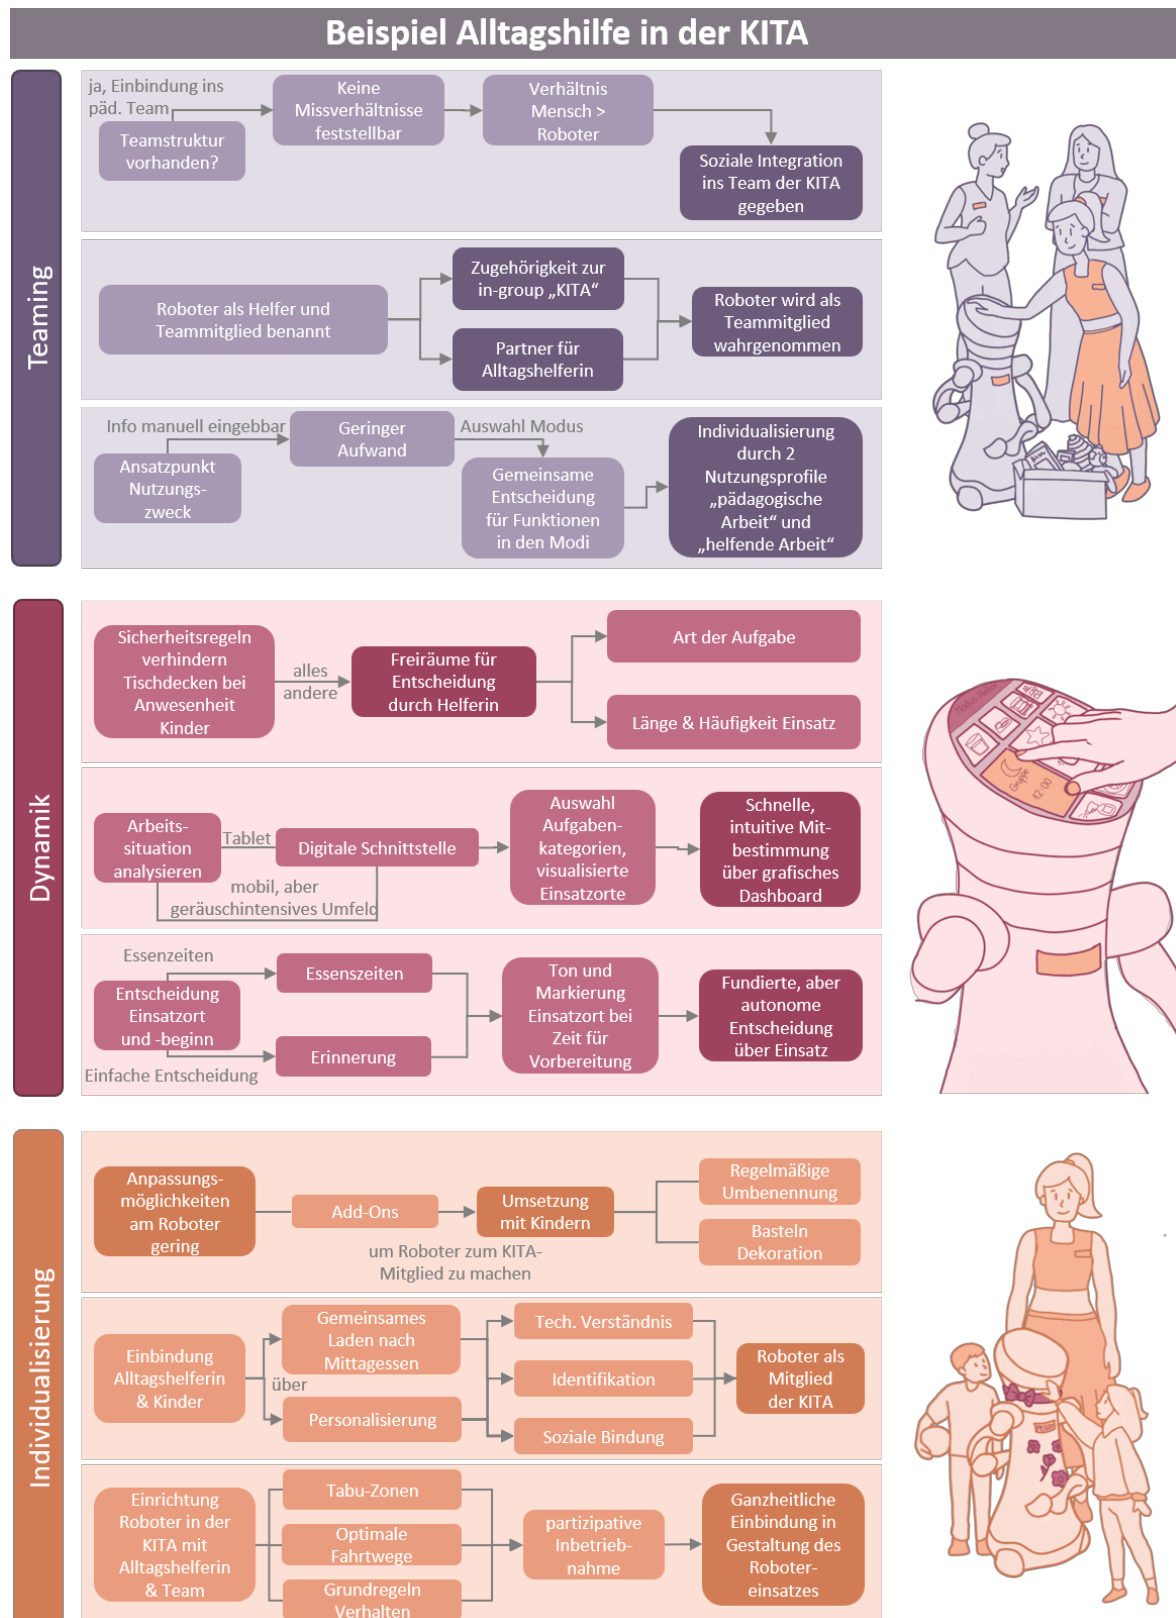 Beispiel Alltagshilfe in der KITA
Teaming
ja, Einbindung ins
päd. Team
Teamstruktur
vorhanden?
Keine
Missverhältnisse
feststellbar
Verhältnis
Mensch >
Roboter
Soziale Integration
ins Team der KITA
gegeben
Roboter als Helfer und
Teammitglied benannt
Zugehörigkeit zur
in-group „KITA“
Partner für
Alltagshelferin
Roboter wird als
Teammitglied
wahrgenommen
Info manuell eingebbar
Ansatzpunkt
Nutzungs-
zweck
Geringer
Aufwand
Auswahl Modus
Gemeinsame
Entscheidung
für Funktionen
in den Modi
Individualisierung
durch 2
Nutzungsprofile
„pädagogische
Arbeit“ und
„helfende Arbeit“
Dynamik
Sicherheitsregeln
verhindern
Tischdecken bei
Anwesenheit
Kinder
alles
andere
Freiräume für
Entscheidung
durch Helferin
Art der Aufgabe
Länge & Häufigkeit Einsatz
Arbeits-
situation
analysieren
Tablet
Digitale Schnittstelle
mobil, aber
geräuschintensives Umfeld
Auswahl
Aufgaben-
kategorien,
visualisierte
Einsatzorte
Schnelle,
intuitive Mit-
bestimmung
über grafisches
Dashboard
Modus Helfer
Gruppe
12:00
Essenzeiten
Entscheidung
Einsatzort
und -beginn
Einfache Entscheidung
Essenszeiten
Erinnerung
Ton und
Markierung
Einsatzort bei
Zeit für
Vorbereitung
Fundierte, aber
autonome
Entscheidung
über Einsatz
Individualisierung
Anpassungs-
möglichkeiten
am Roboter
gering
Add-Ons
um Roboter zum KITA-
Mitglied zu machen
Umsetzung
mit Kindern
Regelmäßige
Umbenennung
Basteln
Dekoration
Einbindung
Alltagshelferin
& Kinder
über
Gemeinsames
Laden nach
Mittagessen
Personalisierung
Tech. Verständnis
Identifikation
Soziale Bindung
Roboter als
Mitglied
der KITA
Einrichtung
Roboter in der
KITA mit
Alltagshelferin
& Team
Tabu-Zonen
Optimale
Fahrtwege
Grundregeln
Verhalten
partizipative
Inbetrieb-
nahme
Ganzheitliche
Einbindung in
Gestaltung des
Roboter-
einsatzes